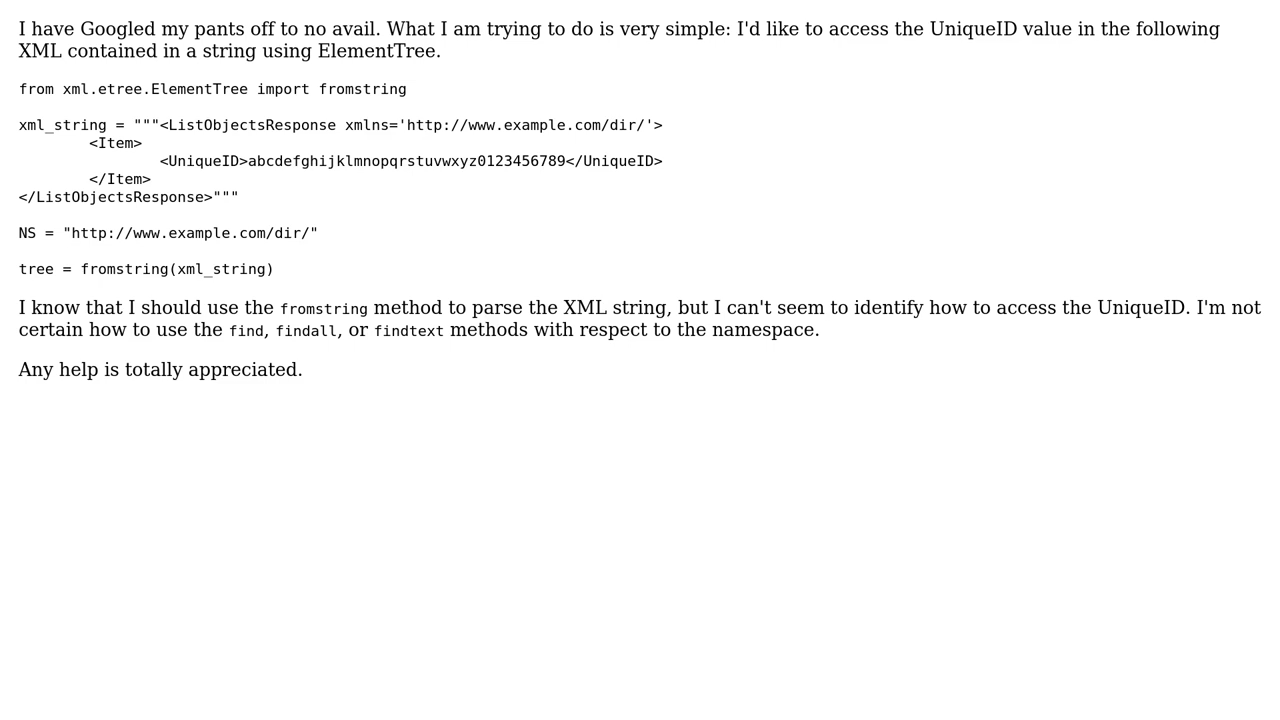 I have Googled my pants off to no avail. What I am trying to do is very simple: I'd like to access the UniqueID value in the following
XML contained in a string using ElementTree.
from xml.etree.ElementTree import fromstring
xml_string = """<ListObjectsResponse xmlns='http://www.example.com/dir/'>
        <Item>
                <UniqueID>abcdefghijklmnopqrstuvwxyz0123456789</UniqueID>
        </Item>
</ListObjectsResponse>"""
NS = "http://www.example.com/dir/"
tree = fromstring(xml_string)
I know that I should use the fromstring method to parse the XML string, but I can't seem to identify how to access the UniqueID. I'm not
certain how to use the find, findall, or findtext methods with respect to the namespace.
Any help is totally appreciated.